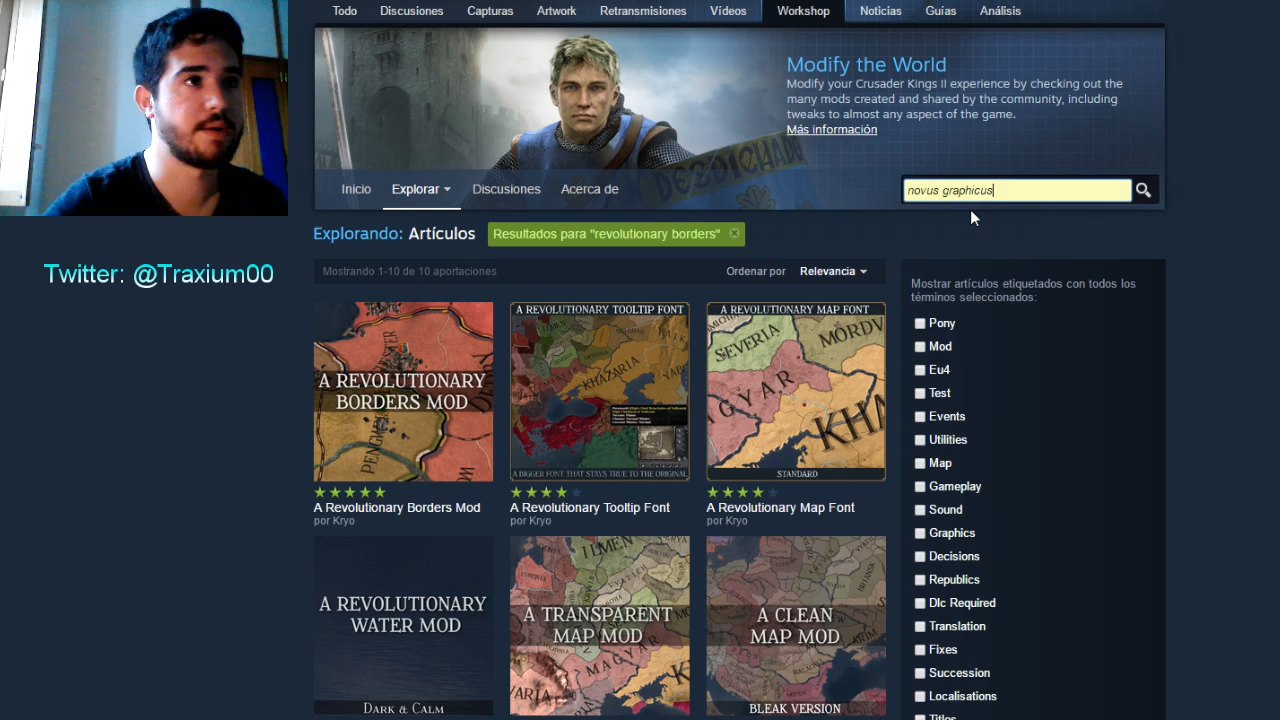 Todo Discusiones Capturas Artwork Retransmisiones Vídeos Workshop Noticias Guías Análisis
Modify the World
Modify your Crusader Kings II experience by checking out the
many mods created and shared by the community, including
tweaks to almost any aspect of the game.
Más información
DESDICHADO
Inicio Explorar Discusiones Acerca de
novus graphicus
Explorando: Artículos Resultados para "revolutionary borders"
Twitter: @Traxium00
Mostrando 1-10 de 10 aportaciones Ordenar por Relevancia
Mostrar artículos etiquetados con todos los
términos seleccionados:
Pony
Mod
Eu4
Test
Events
Utilities
Map
Gameplay
Sound
Graphics
Decisions
Republics
Dlc Required
Translation
Fixes
Succession
Localisations
Titles
A REVOLUTIONARY
BORDERS MOD
A REVOLUTIONARY TOOLTIP FONT
KHAZARIA
A BIGGER FONT THAT STAYS TRUE TO THE ORIGINAL
A REVOLUTIONARY MAP FONT
SEVERIA
MORDV
GYAR
KHA
STANDARD
A Revolutionary Borders Mod
por Kryo
A Revolutionary Tooltip Font
por Kryo
A Revolutionary Map Font
por Kryo
A REVOLUTIONARY
WATER MOD
DARK & CALM
ILMEN
A TRANSPARENT
MAP MOD
MAGYAR
A CLEAN
MAP MOD
BLEAK VERSION